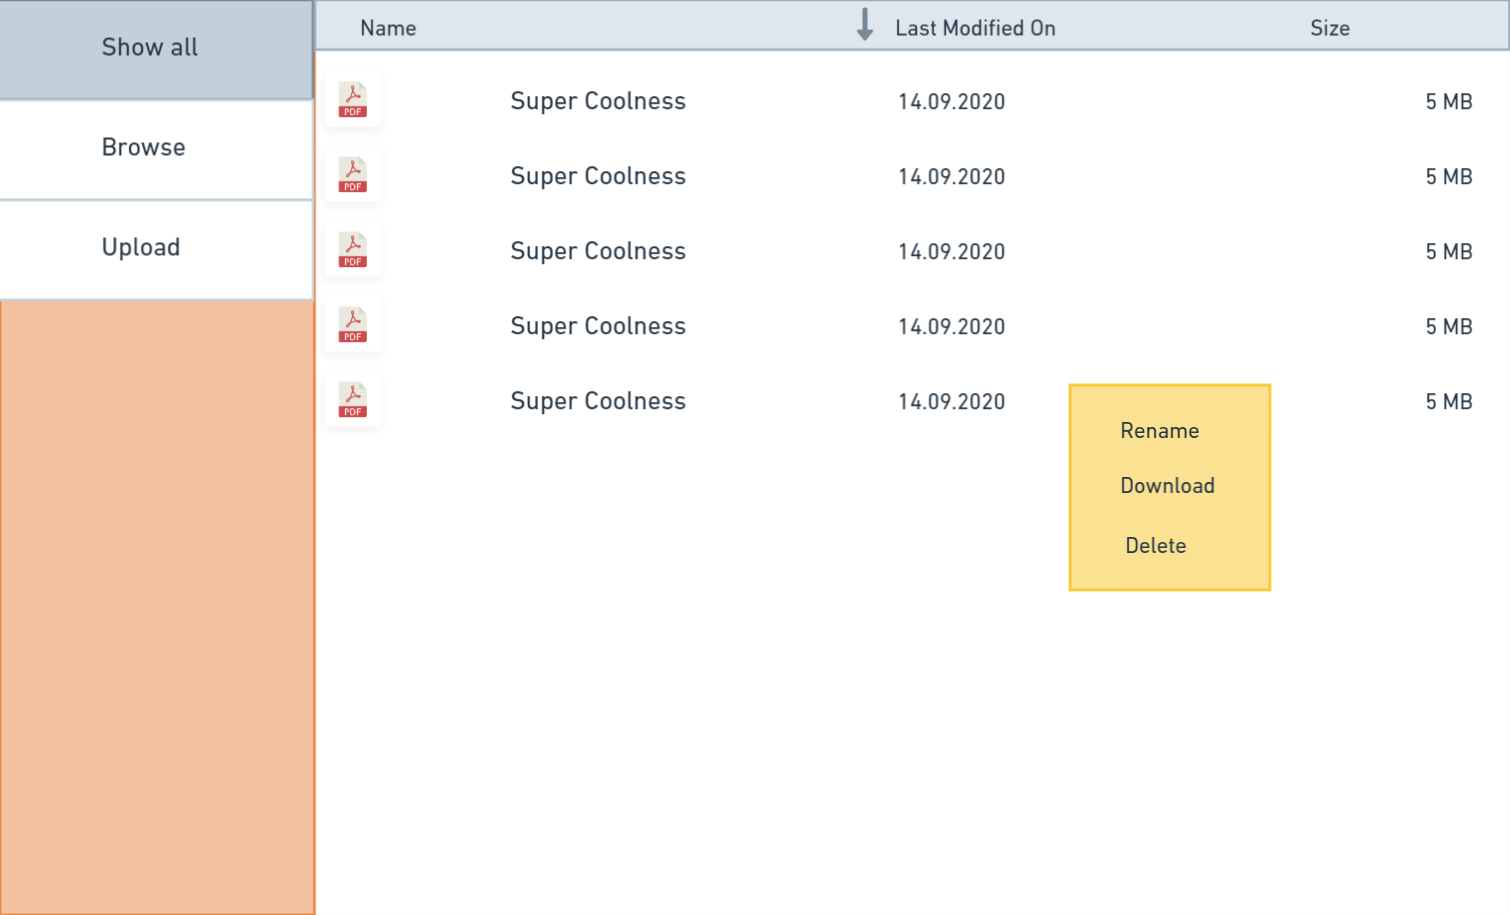 Show all
Browse
Upload
Name Last Modified On Size
PDF Super Coolness 14.09.2020 5 MB
PDF Super Coolness 14.09.2020 5 MB
PDF Super Coolness 14.09.2020 5 MB
PDF Super Coolness 14.09.2020 5 MB
PDF Super Coolness 14.09.2020 5 MB
Rename
Download
Delete